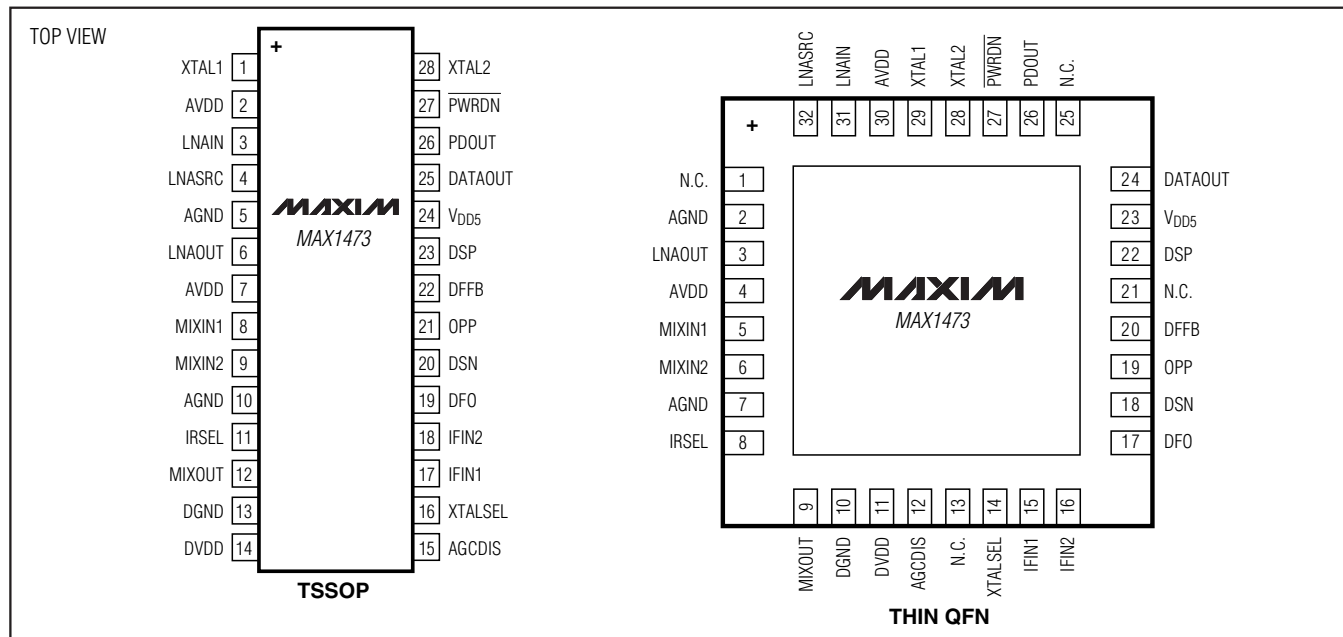 TOP VIEW
+
XTAL1 1
AVDD 2
LNAIN 3
LNASRC 4
AGND 5
LNAOUT 6
AVDD 7
MIXIN1 8
MIXIN2 9
AGND 10
IRSEL 11
MIXOUT 12
DGND 13
DVDD 14
MAXIM
MAX1473
28 XTAL2
27 PWRDN
26 PDOUT
25 DATAOUT
24 VDD5
23 DSP
22 DFFB
21 OPP
20 DSN
19 DFO
18 IFIN2
17 IFIN1
16 XTALSEL
15 AGCDIS
TSSOP
LNASRC LNAIN AVDD XTAL1 XTAL2 PWRDN PDOUT N.C.
32 31 30 29 28 27 26 25
+
N.C. 1
AGND 2
LNAOUT 3
AVDD 4
MIXIN1 5
MIXIN2 6
AGND 7
IRSEL 8
MAXIM
MAX1473
24 DATAOUT
23 VDD5
22 DSP
21 N.C.
20 DFFB
19 OPP
18 DSN
17 DFO
9 10 11 12 13 14 15 16
MIXOUT DGND DVDD AGCDIS N.C. XTALSEL IFIN1 IFIN2
THIN QFN